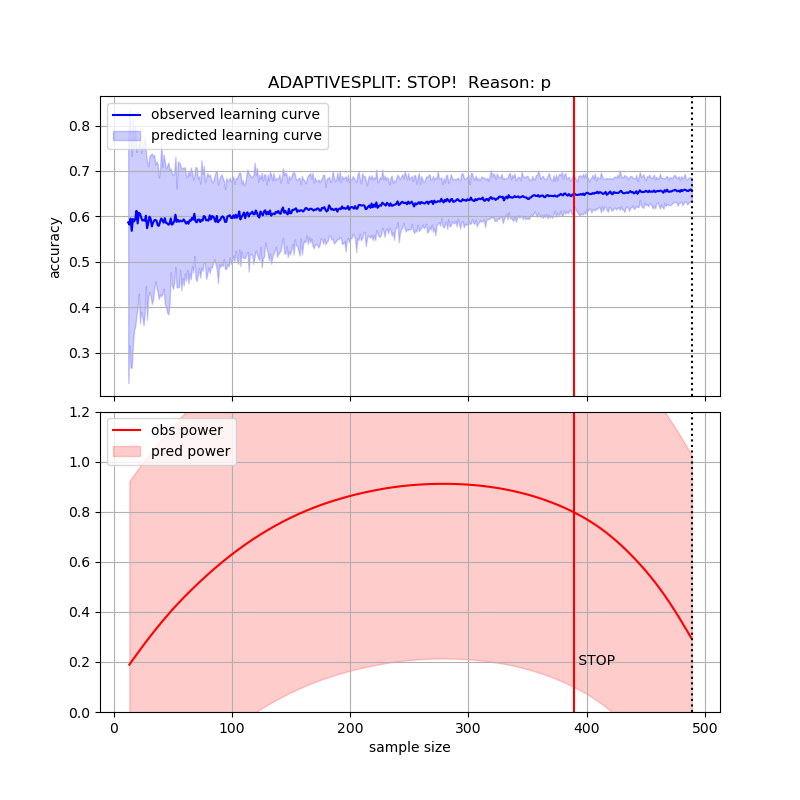 ADAPTIVESPLIT: STOP!  Reason: p
observed learning curve
predicted learning curve
0.8
0.7
0.6
0.5
0.4
0.3
accuracy
obs power
pred power
1.2
1.0
0.8
0.6
0.4
0.2
0.0
STOP
0 100 200 300 400 500
sample size